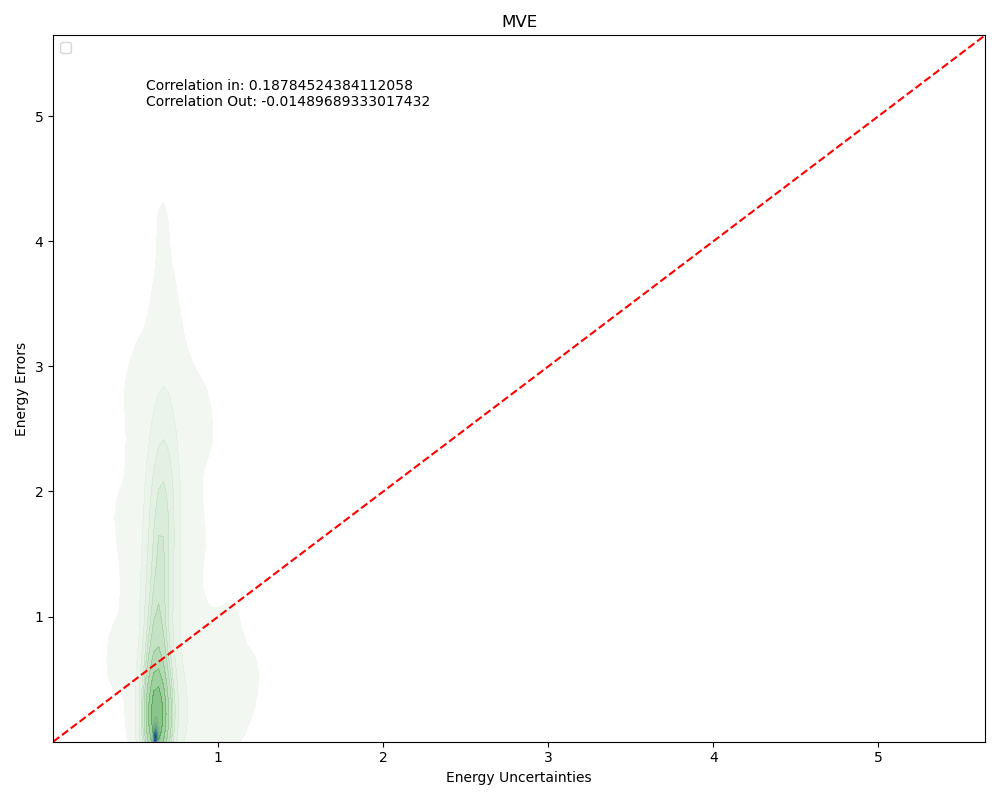 MVE
Correlation in: 0.18784524384112058
Correlation Out: -0.01489689333017432
5
4
3
2
1
Energy Errors
1 2 3 4 5
Energy Uncertainties